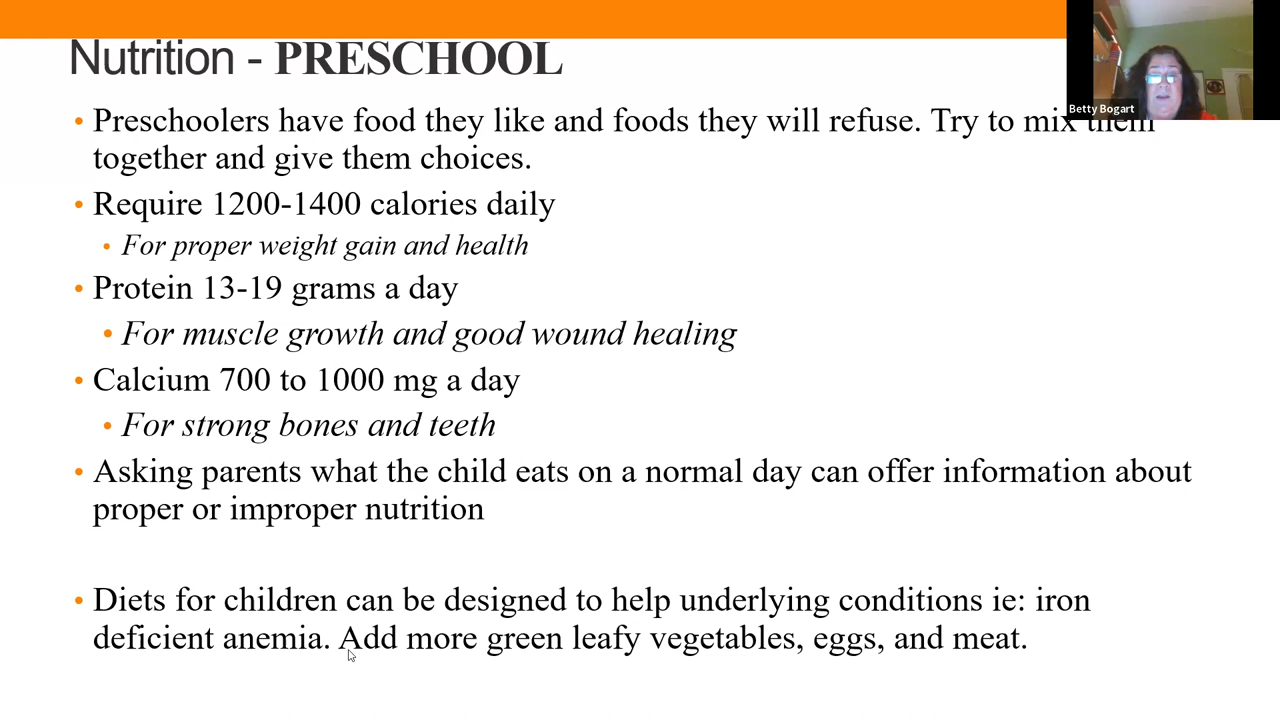 Nutrition - PRESCHOOL
Betty Bogart
• Preschoolers have food they like and foods they will refuse. Try to mix them
together and give them choices.
• Require 1200-1400 calories daily
• For proper weight gain and health
• Protein 13-19 grams a day
• For muscle growth and good wound healing
• Calcium 700 to 1000 mg a day
• For strong bones and teeth
• Asking parents what the child eats on a normal day can offer information about
proper or improper nutrition
• Diets for children can be designed to help underlying conditions ie: iron
deficient anemia. Add more green leafy vegetables, eggs, and meat.